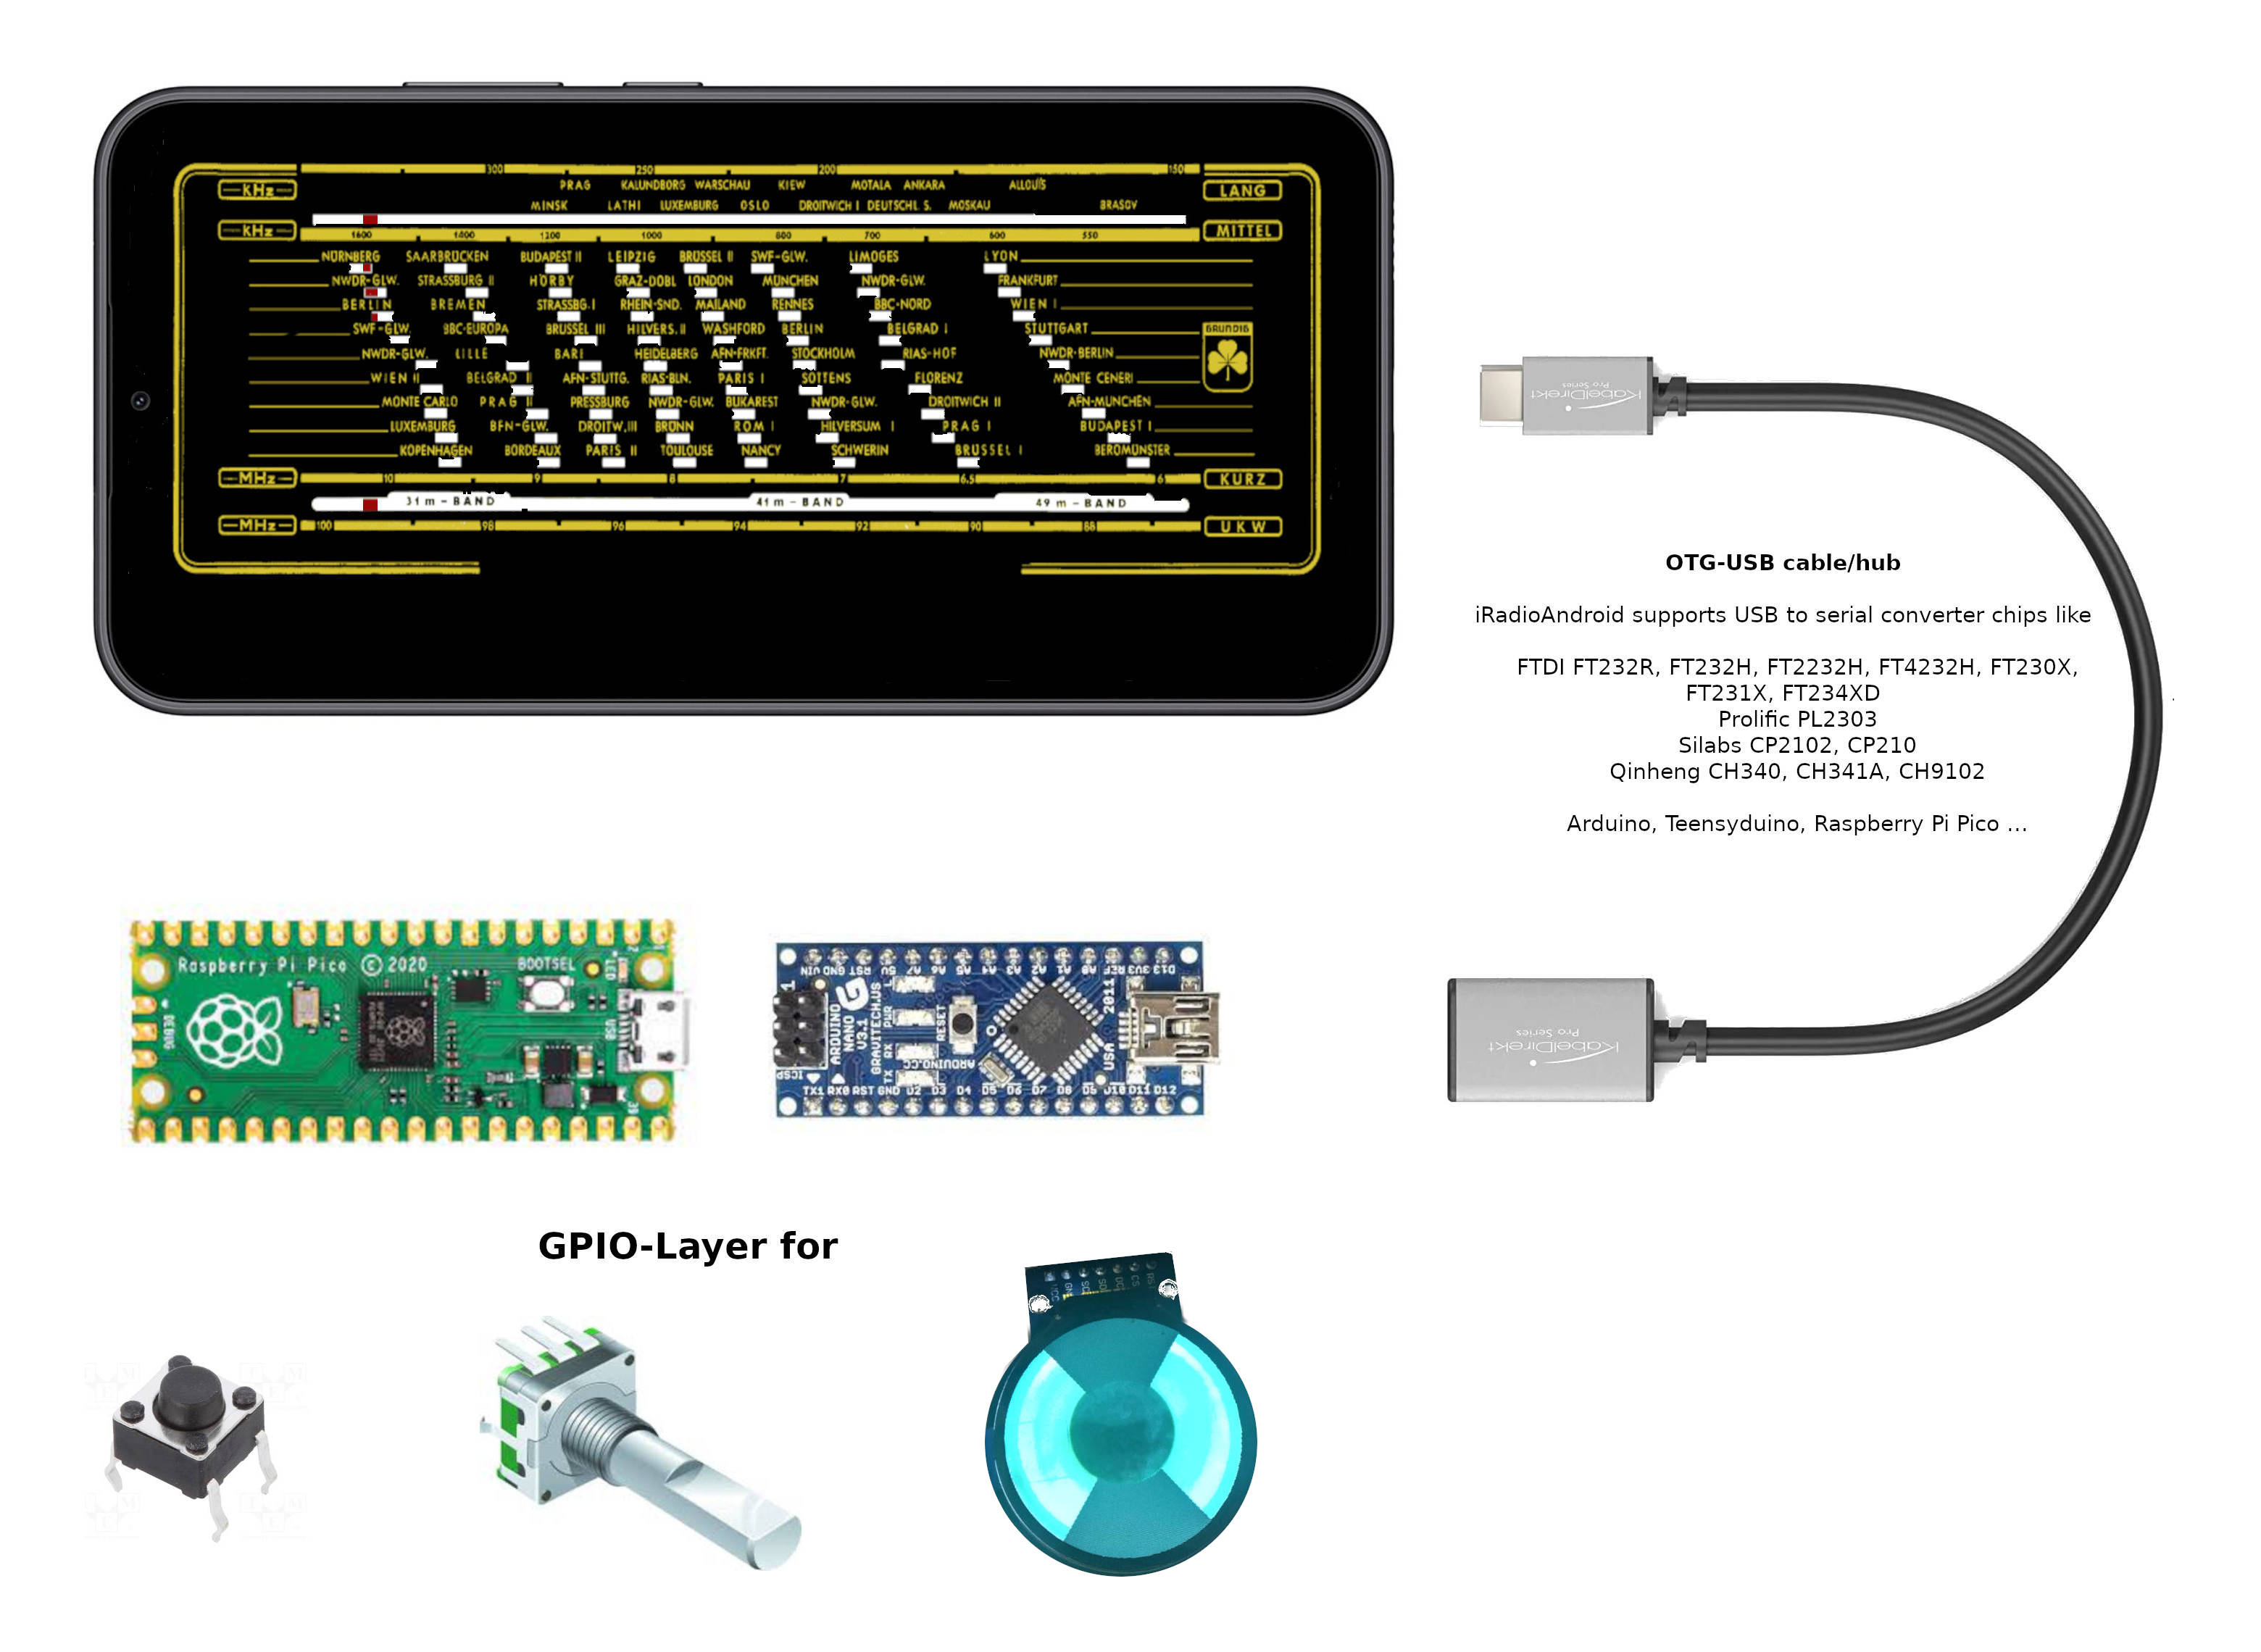 300 250 200 150
kHz PRAG KALUNDBORG WARSCHAU KIEW MOTALA ANKARA ALLOUIS LANG
MINSK LATHI LUXEMBURG OSLO DROITWICH I DEUTSCHL. S. MOSKAU BRASOV
kHz 1600 1400 1200 1000 800 700 600 550 MITTEL
NÜRNBERG SAARBRÜCKEN BUDAPEST II LEIPZIG BRÜSSEL II SWF-GLW. LIMOGES LYON
NWDR-GLW. STRASSBURG II HÖRBY GRAZ-DOBL LONDON MÜNCHEN NWDR-GLW. FRANKFURT
BERLIN BREMEN STRASSBG. I RHEIN-SND. MAILAND RENNES BBC-NORD WIEN I
SWF-GLW. BBC-EUROPA BRÜSSEL III HILVERS. II WASHFORD BERLIN BELGRAD I STUTTGART
GRUNDIG
NWDR-GLW. LILLE BARI HEIDELBERG AFN-FRKFT. STOCKHOLM RIAS-HOF NWDR-BERLIN
WIEN II BELGRAD II AFN-STUTTG. RIAS-BLN. PARIS I SOTTENS FLORENZ MONTE CENERI
MONTE CARLO PRAG II PRESSBURG NWDR-GLW. BUKAREST NWDR-GLW. DROITWICH II AFN-MÜNCHEN
LUXEMBURG BFN-GLW. DROITW. III BRÜNN ROM I HILVERSUM I PRAG I BUDAPEST I
KOPENHAGEN BORDEAUX PARIS II TOULOUSE NANCY SCHWERIN BRÜSSEL I BEROMÜNSTER
MHz 10 9 8 7 6,5 6 KURZ
31 m - BAND 41 m - BAND 49 m - BAND
MHz 100 98 96 94 92 90 88 UKW
KabelDirekt
Pro Series
OTG-USB cable/hub
iRadioAndroid supports USB to serial converter chips like
FTDI FT232R, FT232H, FT2232H, FT4232H, FT230X,
FT231X, FT234XD
Prolific PL2303
Silabs CP2102, CP210
Qinheng CH340, CH341A, CH9102
Arduino, Teensyduino, Raspberry Pi Pico ...
KabelDirekt
Pro Series
Raspberry Pi Pico © 2020 BOOTSEL LED
DEBUG
USB
VIN GND RST 5V A7 A6 A5 A4 A3 A2 A1 A0 REF 3V3 D13
ARDUINO
NANO
V3.1
GRAVITECH.US
L
PWR
RX
TX
RESET
ARDUINO.CC
USA 2011
ICSP
1
TX1 RX0 RST GND D2 D3 D4 D5 D6 D7 D8 D9 D10 D11 D12
GPIO-Layer for